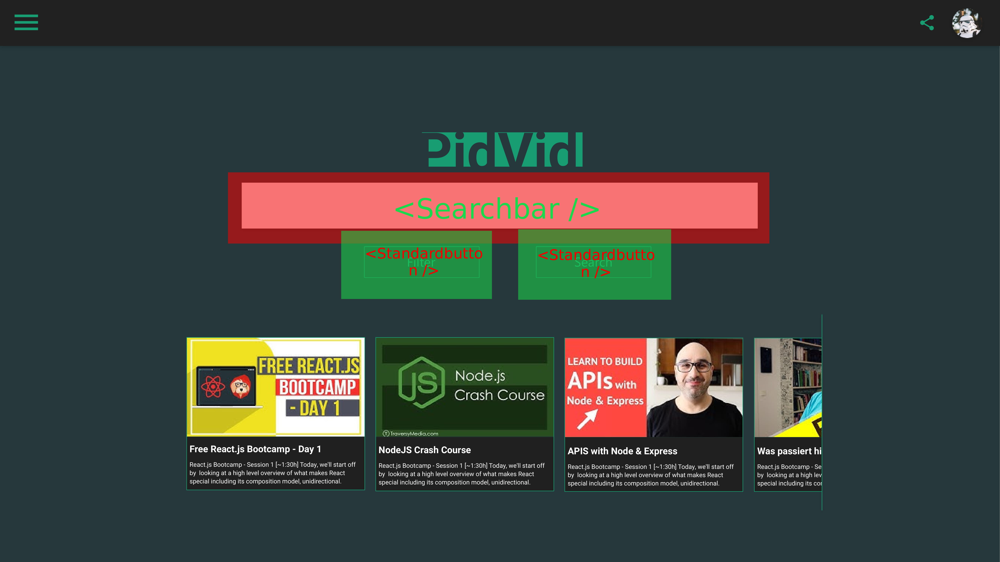 PidVid
<Searchbar />
Filter
<Standardbutto
n />
Search
<Standardbutto
n />
FREE REACT.JS
BOOTCAMP
- DAY 1
Free React.js Bootcamp - Day 1
React.js Bootcamp - Session 1 [~1:30h] Today, we'll start off
by  looking at a high level overview of what makes React
special including its composition model, unidirectional.
JS
Node.js
Crash Course
TraversyMedia.com
NodeJS Crash Course
React.js Bootcamp - Session 1 [~1:30h] Today, we'll start off
by  looking at a high level overview of what makes React
special including its composition model, unidirectional.
LEARN TO BUILD
APIs with
Node & Express
APIS with Node & Express
React.js Bootcamp - Session 1 [~1:30h] Today, we'll start off
by  looking at a high level overview of what makes React
special including its composition model, unidirectional.
Was passiert hi
React.js Bootcamp - Se
by  looking at a high lev
special including its cor